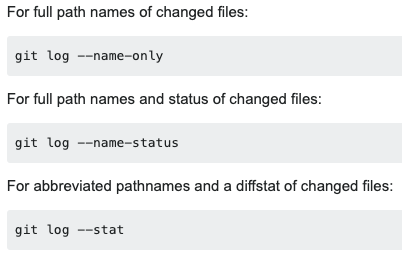 For full path names of changed files:
git log --name-only
For full path names and status of changed files:
git log --name-status
For abbreviated pathnames and a diffstat of changed files:
git log --stat